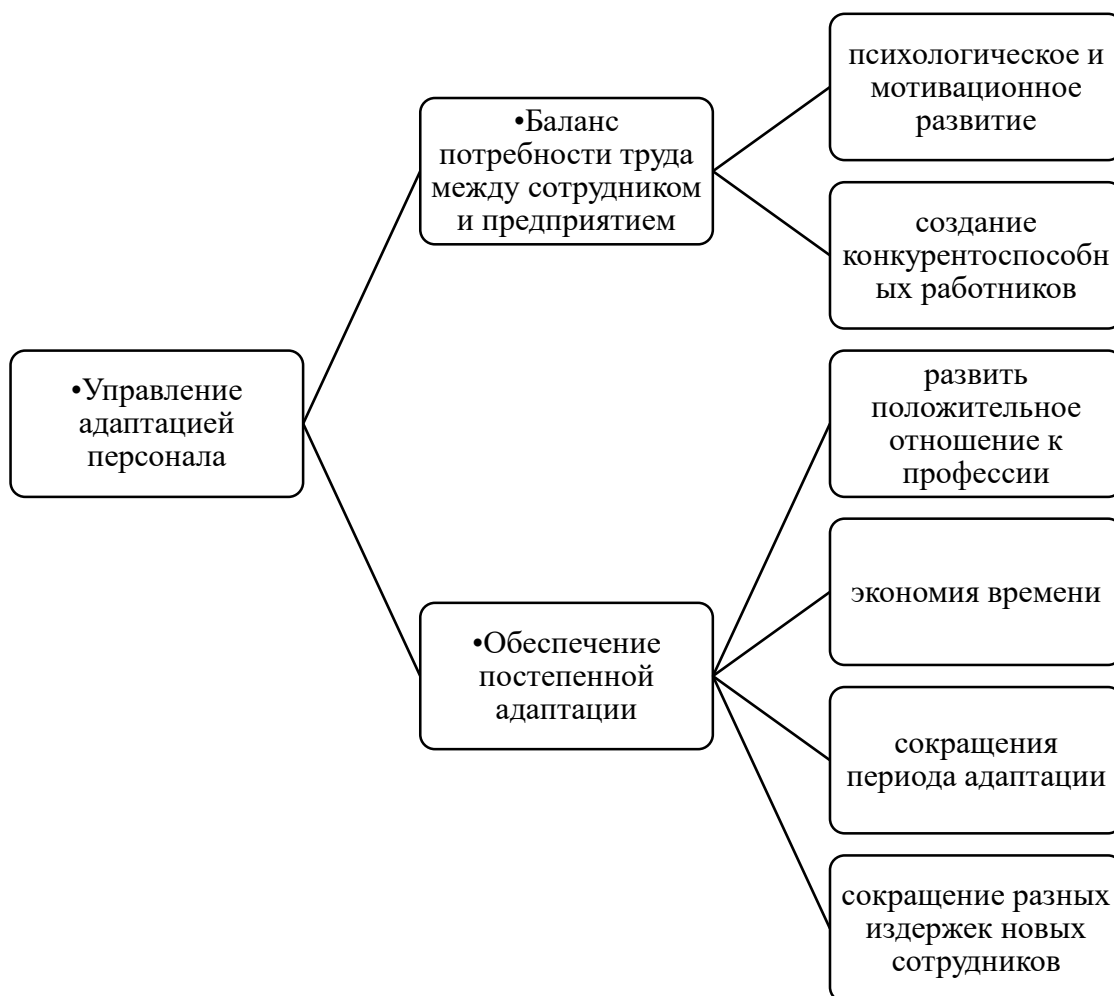 •Управление
адаптацией
персонала
•Баланс
потребности труда
между сотрудником
и предприятием
психологическое и
мотивационное
развитие
создание
конкурентоспособн
ых работников
•Обеспечение
постепенной
адаптации
развить
положительное
отношение к
профессии
экономия времени
сокращения
периода адаптации
сокращение разных
издержек новых
сотрудников